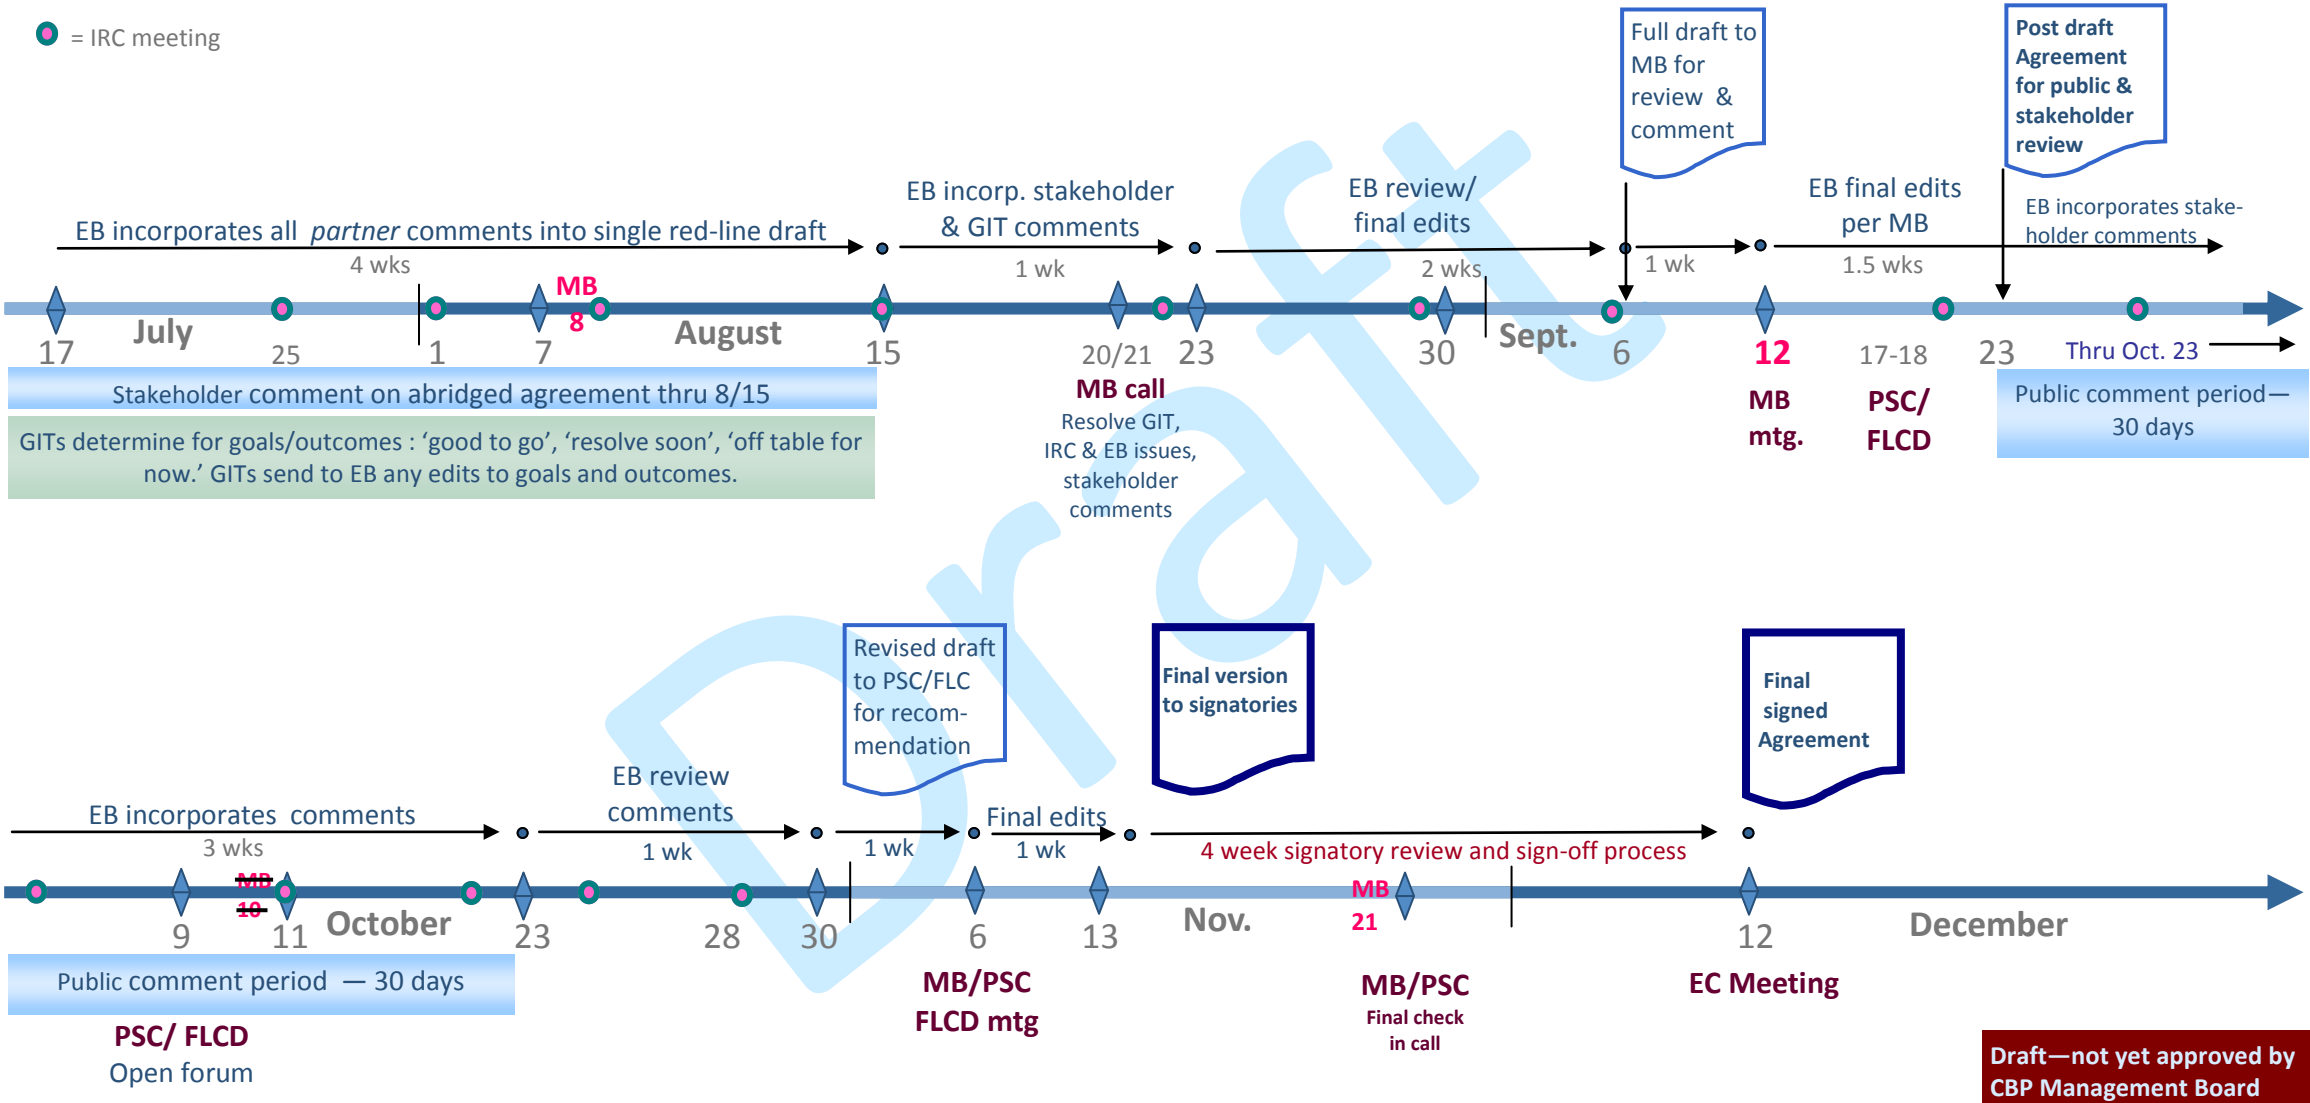 = IRC meeting
Full draft to
MB for
review &
comment
Post draft
Agreement
for public &
stakeholder
review
EB incorporates all partner comments into single red-line draft
4 wks
EB incorp. stakeholder
& GIT comments
1 wk
EB review/
final edits
2 wks
1 wk
EB final edits
per MB
1.5 wks
EB incorporates stake-
holder comments
MB
8
July
August
Sept.
17
25
1
7
15
20/21
23
30
6
12
17-18
23
Thru Oct. 23
MB call
Resolve GIT,
IRC & EB issues,
stakeholder
comments
MB
mtg.
PSC/
FLCD
Public comment period—
30 days
Stakeholder comment on abridged agreement thru 8/15
GITs determine for goals/outcomes : ‘good to go’, ‘resolve soon’, ‘off table for
now.’ GITs send to EB any edits to goals and outcomes.
Draft
Revised draft
to PSC/FLC
for recom-
mendation
Final version
to signatories
Final
signed
Agreement
EB incorporates comments
3 wks
EB review
comments
1 wk
1 wk
Final edits
1 wk
4 week signatory review and sign-off process
MB
10
MB
21
October
Nov.
December
9
11
23
28
30
6
13
12
Public comment period — 30 days
PSC/ FLCD
Open forum
MB/PSC
FLCD mtg
MB/PSC
Final check
in call
EC Meeting
Draft—not yet approved by
CBP Management Board